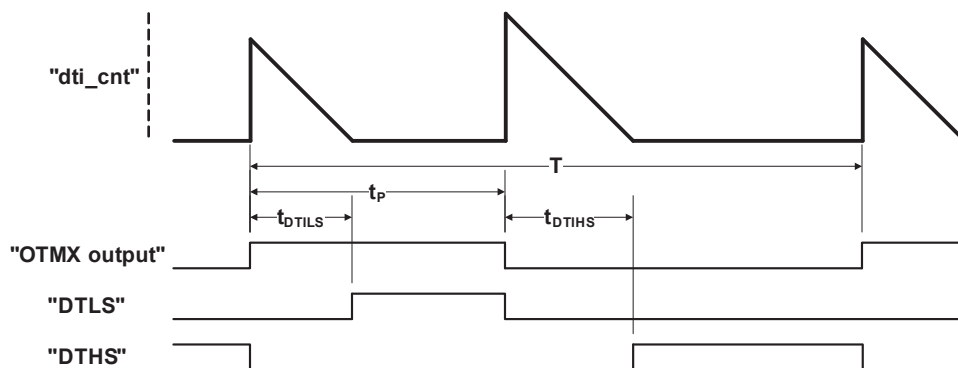 "dti_cnt"
T
tP
tDTILS
tDTIHS
"OTMX output"
"DTLS"
"DTHS"